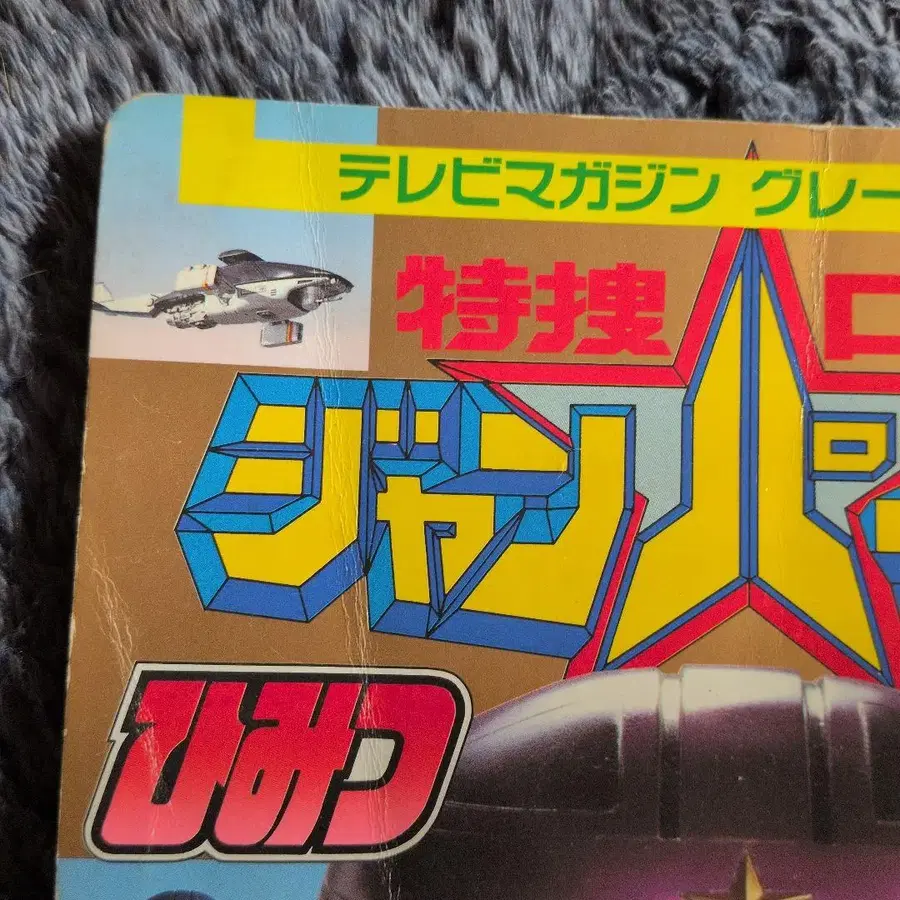 テレビマガジン グレー
特捜 ロ
ジャンパー
ひみつ